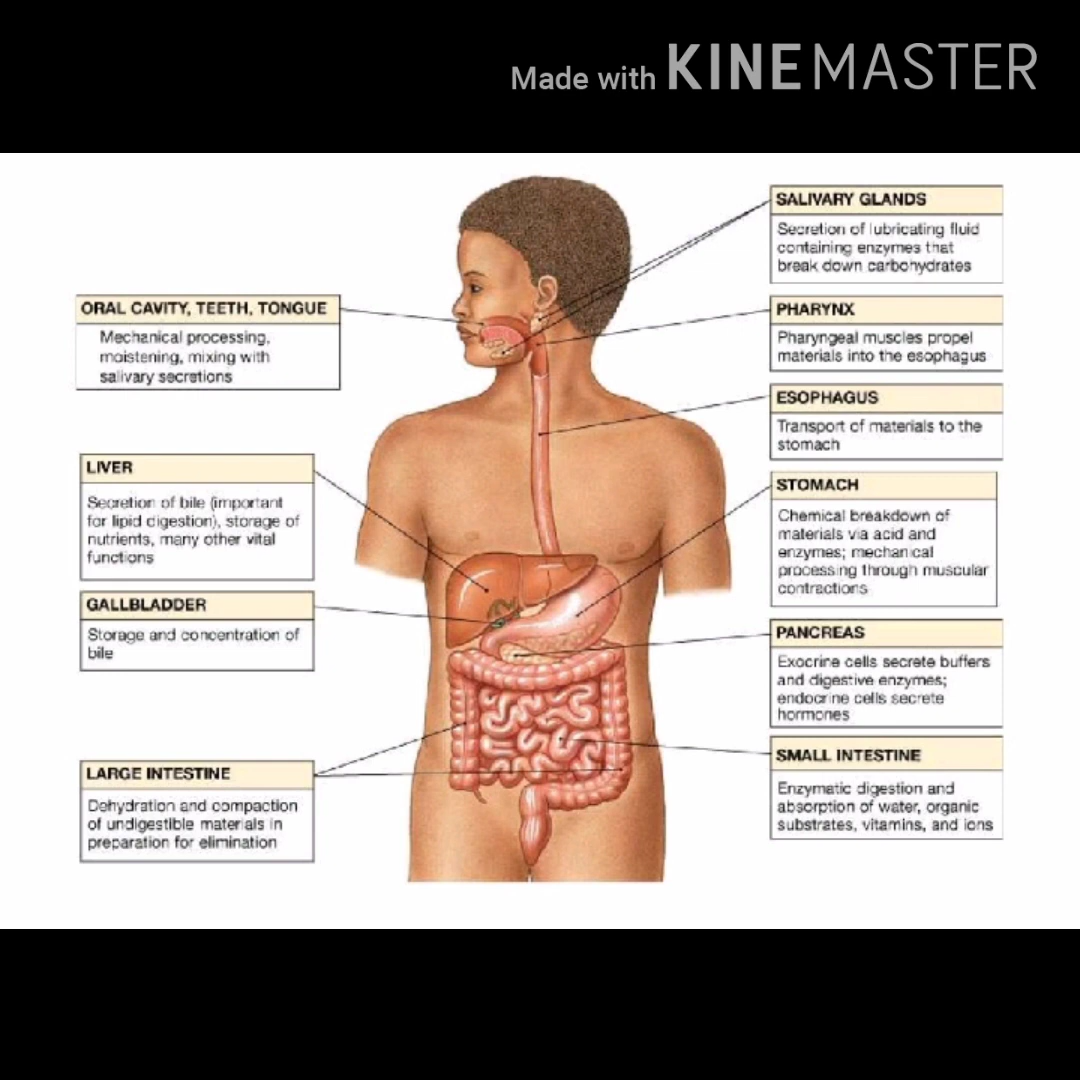 Made with KINEMASTER
ORAL CAVITY, TEETH, TONGUE
Mechanical processing,
moistening, mixing with
salivary secretions
LIVER
Secretion of bile (important
for lipid digestion), storage of
nutrients, many other vital
functions
GALLBLADDER
Storage and concentration of
bile
LARGE INTESTINE
Dehydration and compaction
of undigestible materials in
preparation for elimination
SALIVARY GLANDS
Secretion of lubricating fluid
containing enzymes that
break down carbohydrates
PHARYNX
Pharyngeal muscles propel
materials into the esophagus
ESOPHAGUS
Transport of materials to the
stomach
STOMACH
Chemical breakdown of
materials via acid and
enzymes; mechanical
processing through muscular
contractions
PANCREAS
Exocrine cells secrete buffers
and digestive enzymes;
endocrine cells secrete
hormones
SMALL INTESTINE
Enzymatic digestion and
absorption of water, organic
substrates, vitamins, and ions